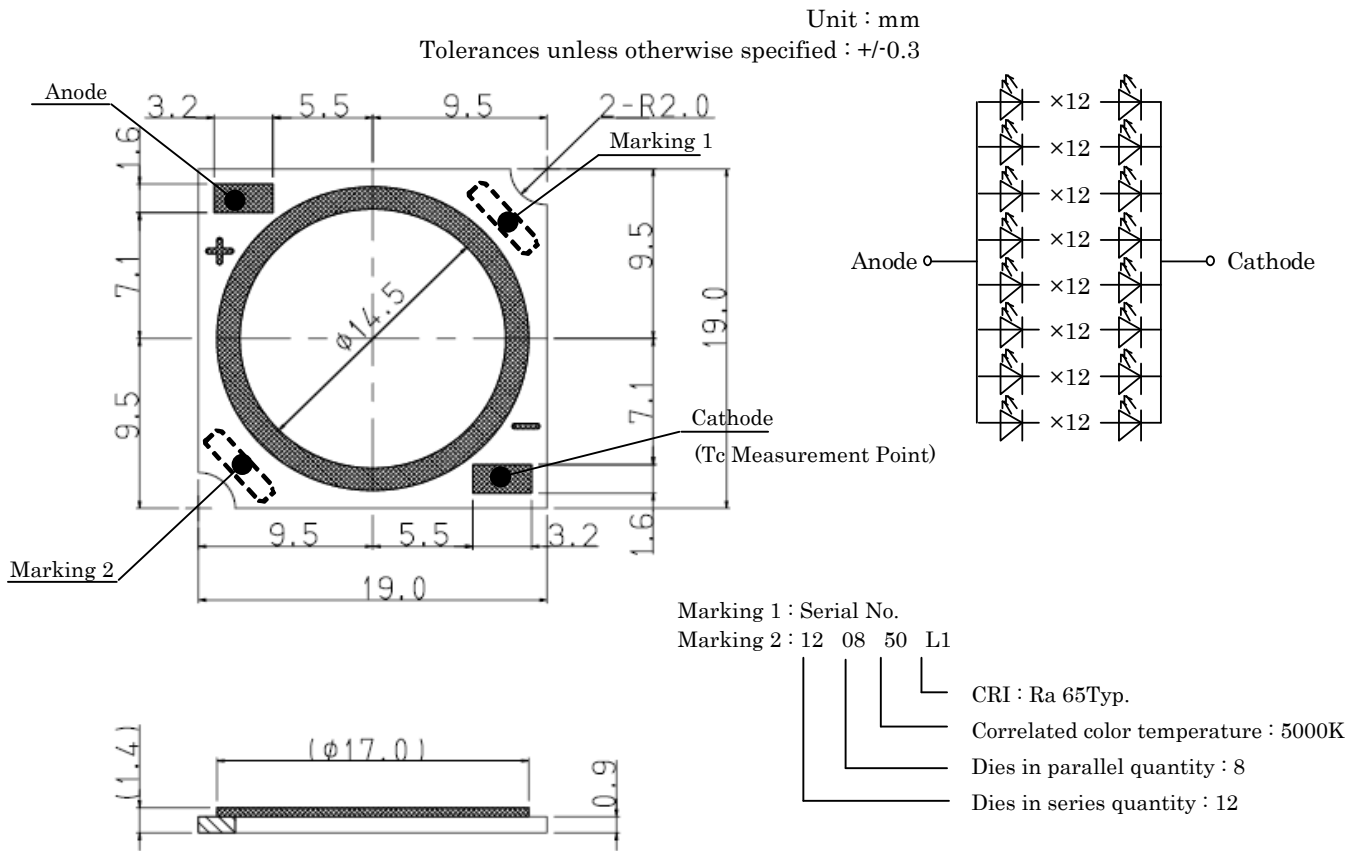 Unit : mm
Tolerances unless otherwise specified : +/-0.3
Anode
3.2
5.5
9.5
2-R2.0
Marking 1
1.6
7.1
9.5
+
ϕ14.5
9.5
19.0
7.1
1.6
-
Cathode
(Tc Measurement Point)
9.5
5.5
3.2
Marking 2
19.0
×12
×12
×12
×12
×12
×12
×12
×12
Anode
Cathode
Marking 1 : Serial No.
Marking 2 : 12 08 50 L1
CRI : Ra 65Typ.
Correlated color temperature : 5000K
Dies in parallel quantity : 8
Dies in series quantity : 12
(ϕ17.0)
(1.4)
0.9